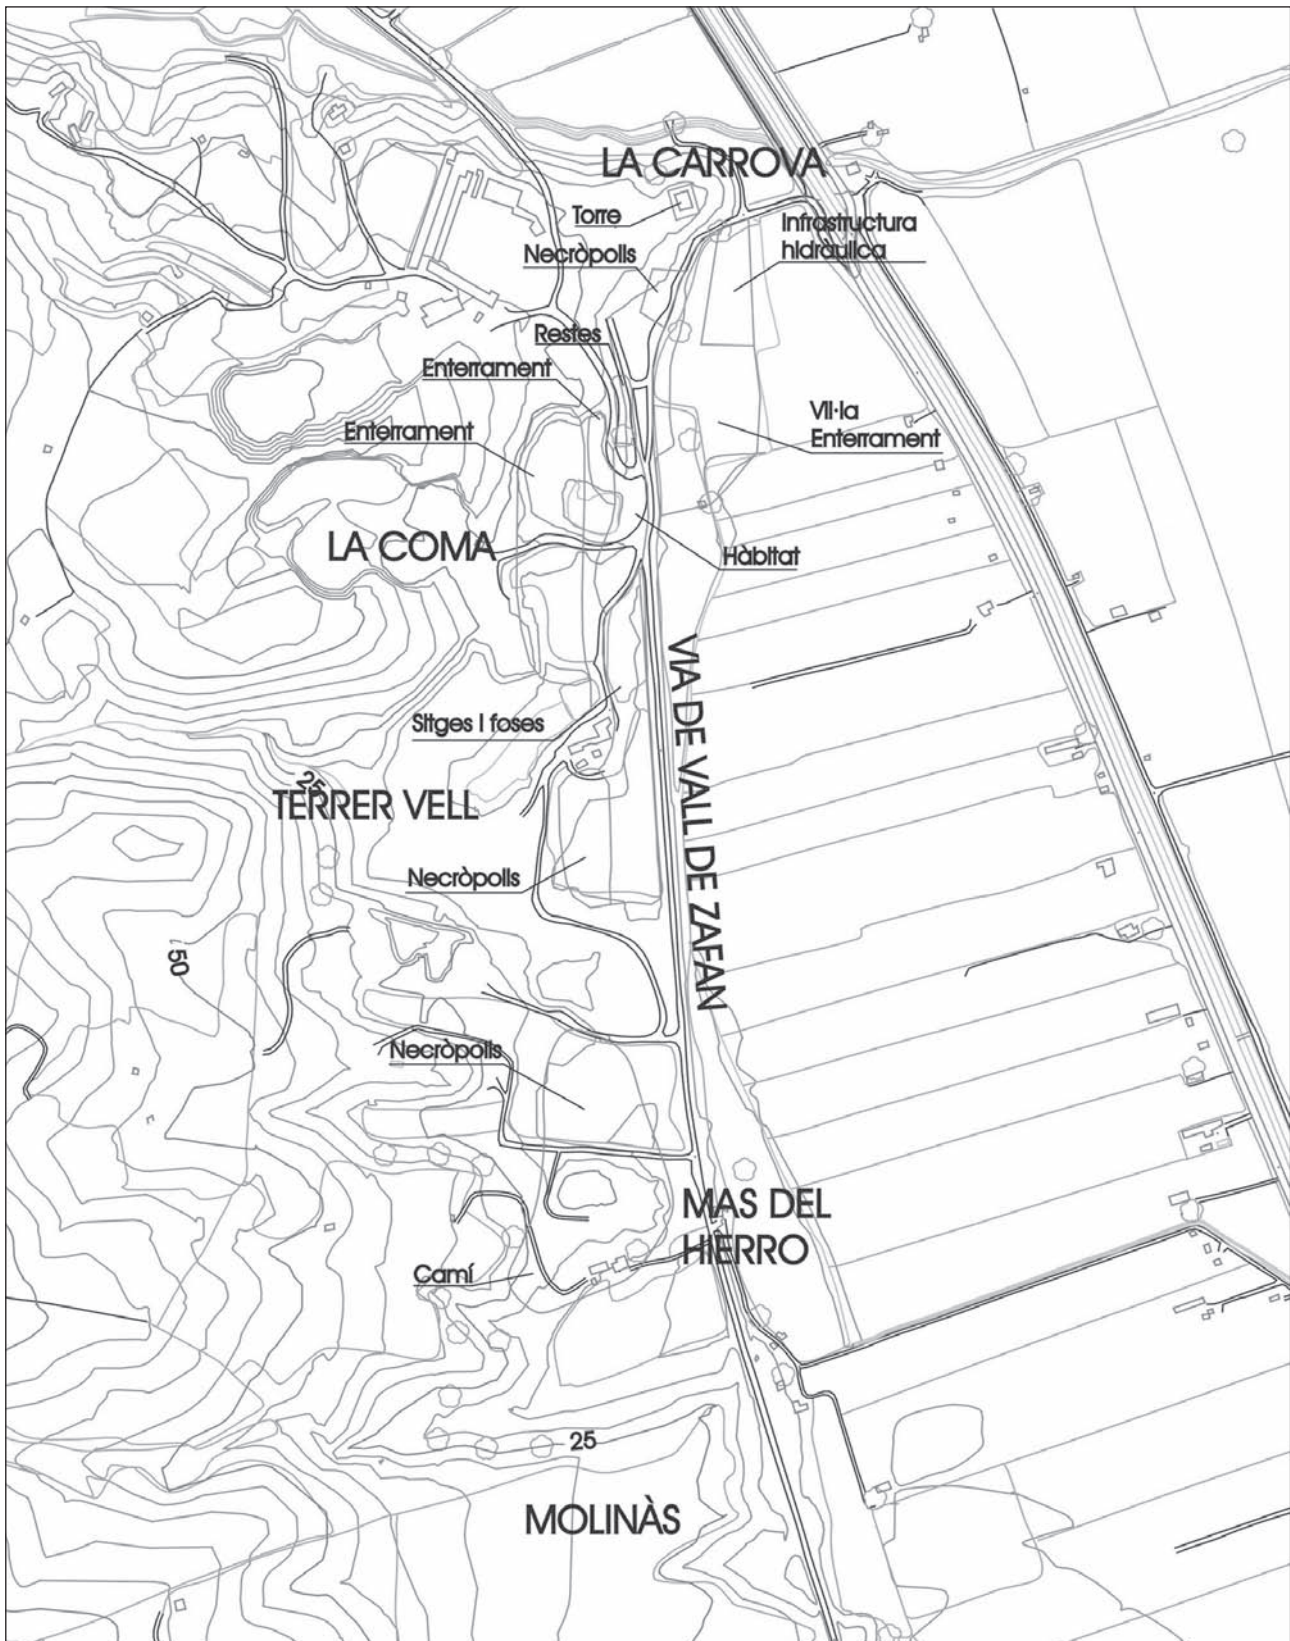 LA CARROVA
Torre
Infrastructura
hidràulica
Necròpolis
Restes
Enterrament
Vil·la
Enterrament
Enterrament
LA COMA
Hàbitat
VIA DE VALL DE ZAFAN
Sitges i foses
25
TERRER VELL
Necròpolis
50
Necròpolis
MAS DEL
HIERRO
Camí
25
MOLINÀS